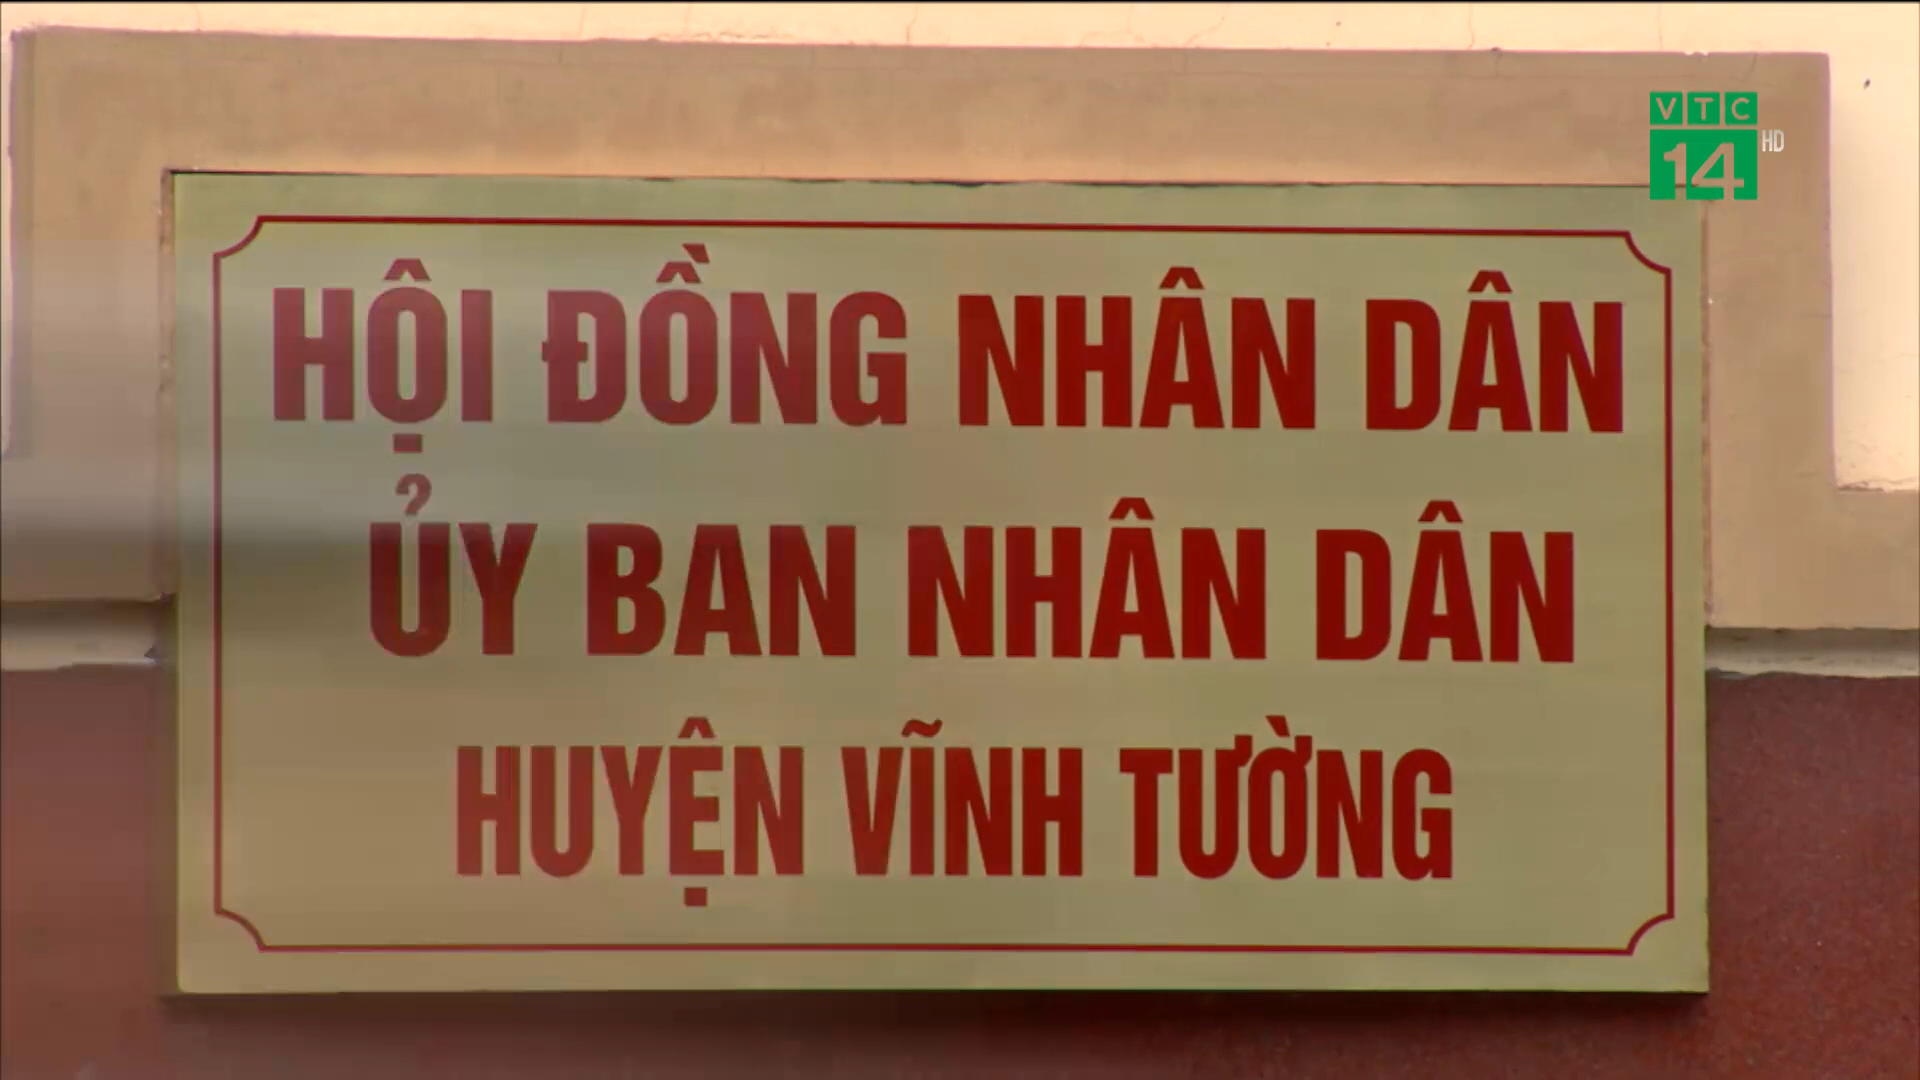 VTC
14 HD
HỘI ĐỒNG NHÂN DÂN
ỦY BAN NHÂN DÂN
HUYỆN VĨNH TƯỜNG